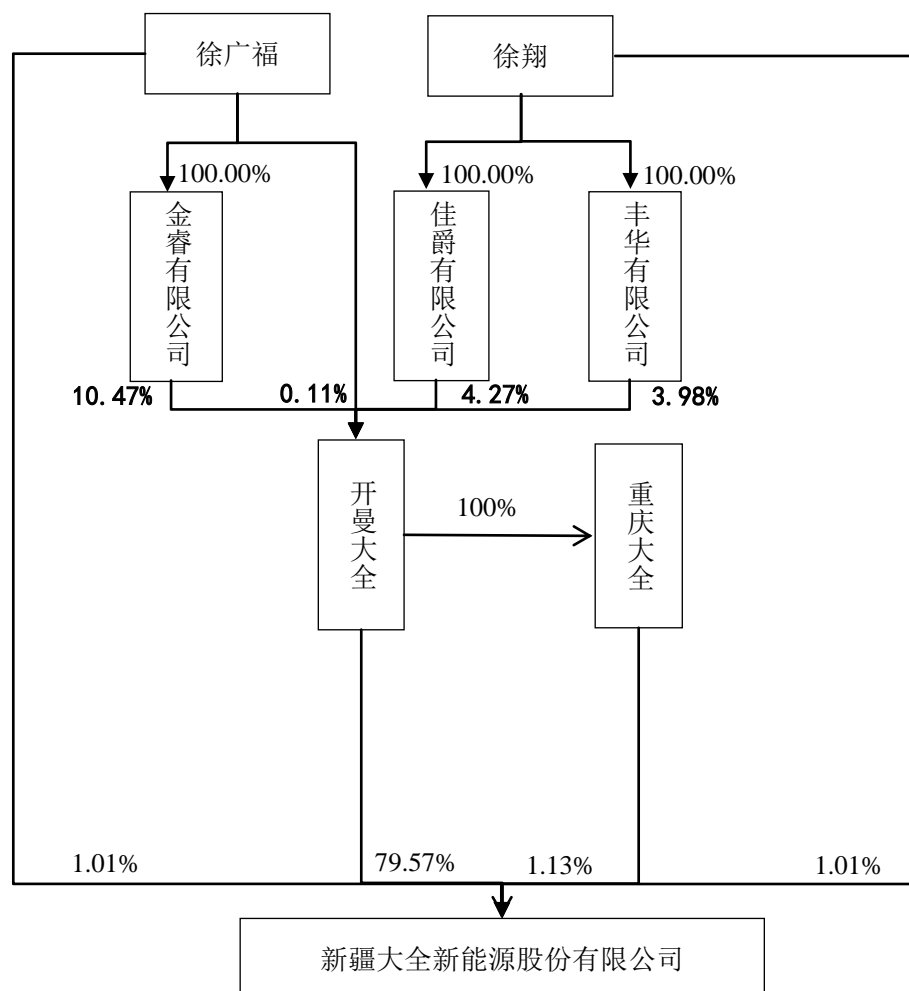 徐广福
徐翔
100.00%
100.00%
100.00%
金睿有限公司
佳爵有限公司
丰华有限公司
10.47%
0.11%
4.27%
3.98%
开曼大全
100%
重庆大全
1.01%
79.57%
1.13%
1.01%
新疆大全新能源股份有限公司